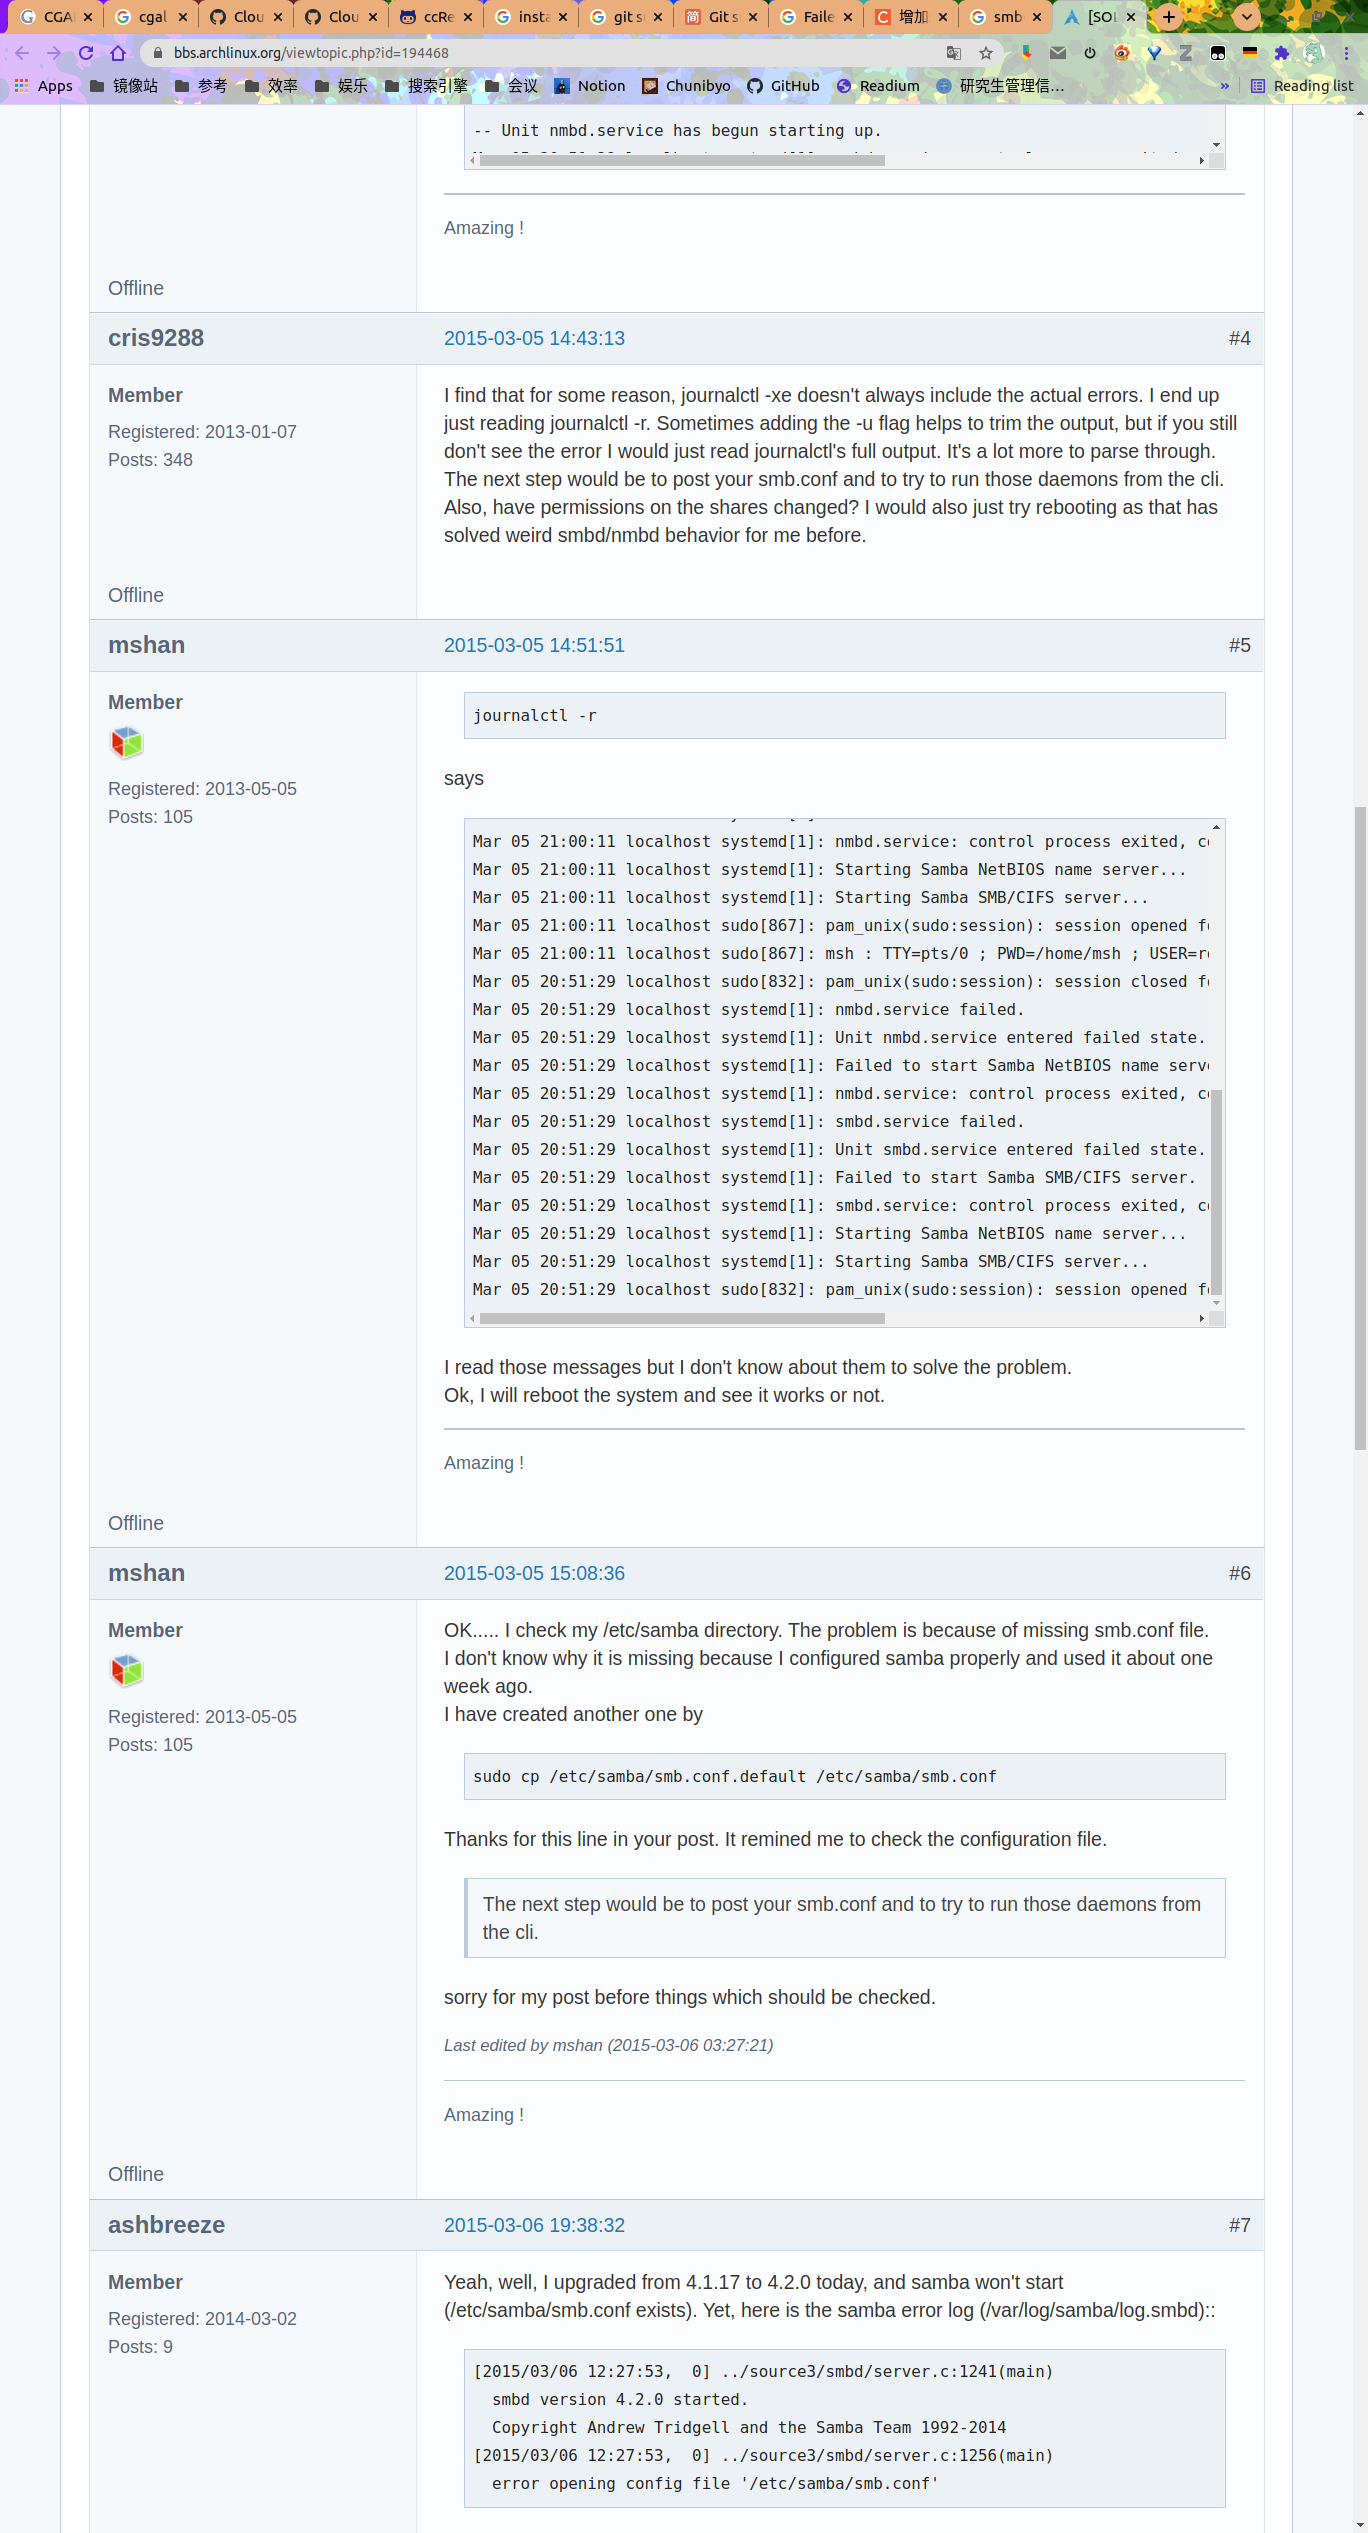 CGA
cgal
Clou
Clou
ccRe
insta
git s
Git s
Faile
增加
smb
[SOL
bbs.archlinux.org/viewtopic.php?id=194468
Apps 镜像站 参考 效率 娱乐 搜索引擎 会议 Notion Chunibyo GitHub Readium 研究生管理信... » Reading list
-- Unit nmbd.service has begun starting up.
Amazing !
Offline
cris9288 2015-03-05 14:43:13 #4
Member
Registered: 2013-01-07
Posts: 348
I find that for some reason, journalctl -xe doesn't always include the actual errors. I end up
just reading journalctl -r. Sometimes adding the -u flag helps to trim the output, but if you still
don't see the error I would just read journalctl's full output. It's a lot more to parse through.
The next step would be to post your smb.conf and to try to run those daemons from the cli.
Also, have permissions on the shares changed? I would also just try rebooting as that has
solved weird smbd/nmbd behavior for me before.
Offline
mshan 2015-03-05 14:51:51 #5
Member
Registered: 2013-05-05
Posts: 105
journalctl -r
says
Mar 05 21:00:11 localhost systemd[1]: nmbd.service: control process exited, co
Mar 05 21:00:11 localhost systemd[1]: Starting Samba NetBIOS name server...
Mar 05 21:00:11 localhost systemd[1]: Starting Samba SMB/CIFS server...
Mar 05 21:00:11 localhost sudo[867]: pam_unix(sudo:session): session opened fo
Mar 05 21:00:11 localhost sudo[867]: msh : TTY=pts/0 ; PWD=/home/msh ; USER=ro
Mar 05 20:51:29 localhost sudo[832]: pam_unix(sudo:session): session closed fo
Mar 05 20:51:29 localhost systemd[1]: nmbd.service failed.
Mar 05 20:51:29 localhost systemd[1]: Unit nmbd.service entered failed state.
Mar 05 20:51:29 localhost systemd[1]: Failed to start Samba NetBIOS name serve
Mar 05 20:51:29 localhost systemd[1]: nmbd.service: control process exited, co
Mar 05 20:51:29 localhost systemd[1]: smbd.service failed.
Mar 05 20:51:29 localhost systemd[1]: Unit smbd.service entered failed state.
Mar 05 20:51:29 localhost systemd[1]: Failed to start Samba SMB/CIFS server.
Mar 05 20:51:29 localhost systemd[1]: smbd.service: control process exited, co
Mar 05 20:51:29 localhost systemd[1]: Starting Samba NetBIOS name server...
Mar 05 20:51:29 localhost systemd[1]: Starting Samba SMB/CIFS server...
Mar 05 20:51:29 localhost sudo[832]: pam_unix(sudo:session): session opened fo
I read those messages but I don't know about them to solve the problem.
Ok, I will reboot the system and see it works or not.
Amazing !
Offline
mshan 2015-03-05 15:08:36 #6
Member
Registered: 2013-05-05
Posts: 105
OK..... I check my /etc/samba directory. The problem is because of missing smb.conf file.
I don't know why it is missing because I configured samba properly and used it about one
week ago.
I have created another one by
sudo cp /etc/samba/smb.conf.default /etc/samba/smb.conf
Thanks for this line in your post. It remined me to check the configuration file.
The next step would be to post your smb.conf and to try to run those daemons from
the cli.
sorry for my post before things which should be checked.
Last edited by mshan (2015-03-06 03:27:21)
Amazing !
Offline
ashbreeze 2015-03-06 19:38:32 #7
Member
Registered: 2014-03-02
Posts: 9
Yeah, well, I upgraded from 4.1.17 to 4.2.0 today, and samba won't start
(/etc/samba/smb.conf exists). Yet, here is the samba error log (/var/log/samba/log.smbd)::
[2015/03/06 12:27:53,  0] ../source3/smbd/server.c:1241(main)
smbd version 4.2.0 started.
Copyright Andrew Tridgell and the Samba Team 1992-2014
[2015/03/06 12:27:53,  0] ../source3/smbd/server.c:1256(main)
error opening config file '/etc/samba/smb.conf'